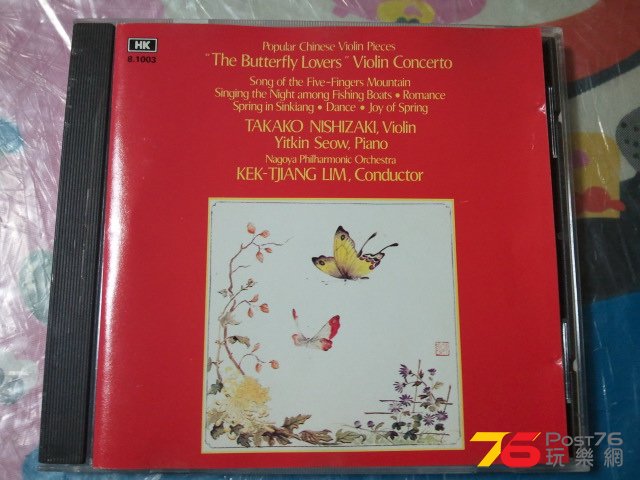 HK
8.1003
Popular Chinese Violin Pieces
"The Butterfly Lovers" Violin Concerto
Song of the Five-Fingers Mountain
Singing the Night among Fishing Boats • Romance
Spring in Sinkiang • Dance • Joy of Spring
TAKAKO NISHIZAKI, Violin
Yitkin Seow, Piano
Nagoya Philharmonic Orchestra
KEK-TJIANG LIM, Conductor
76 Post76
玩樂網